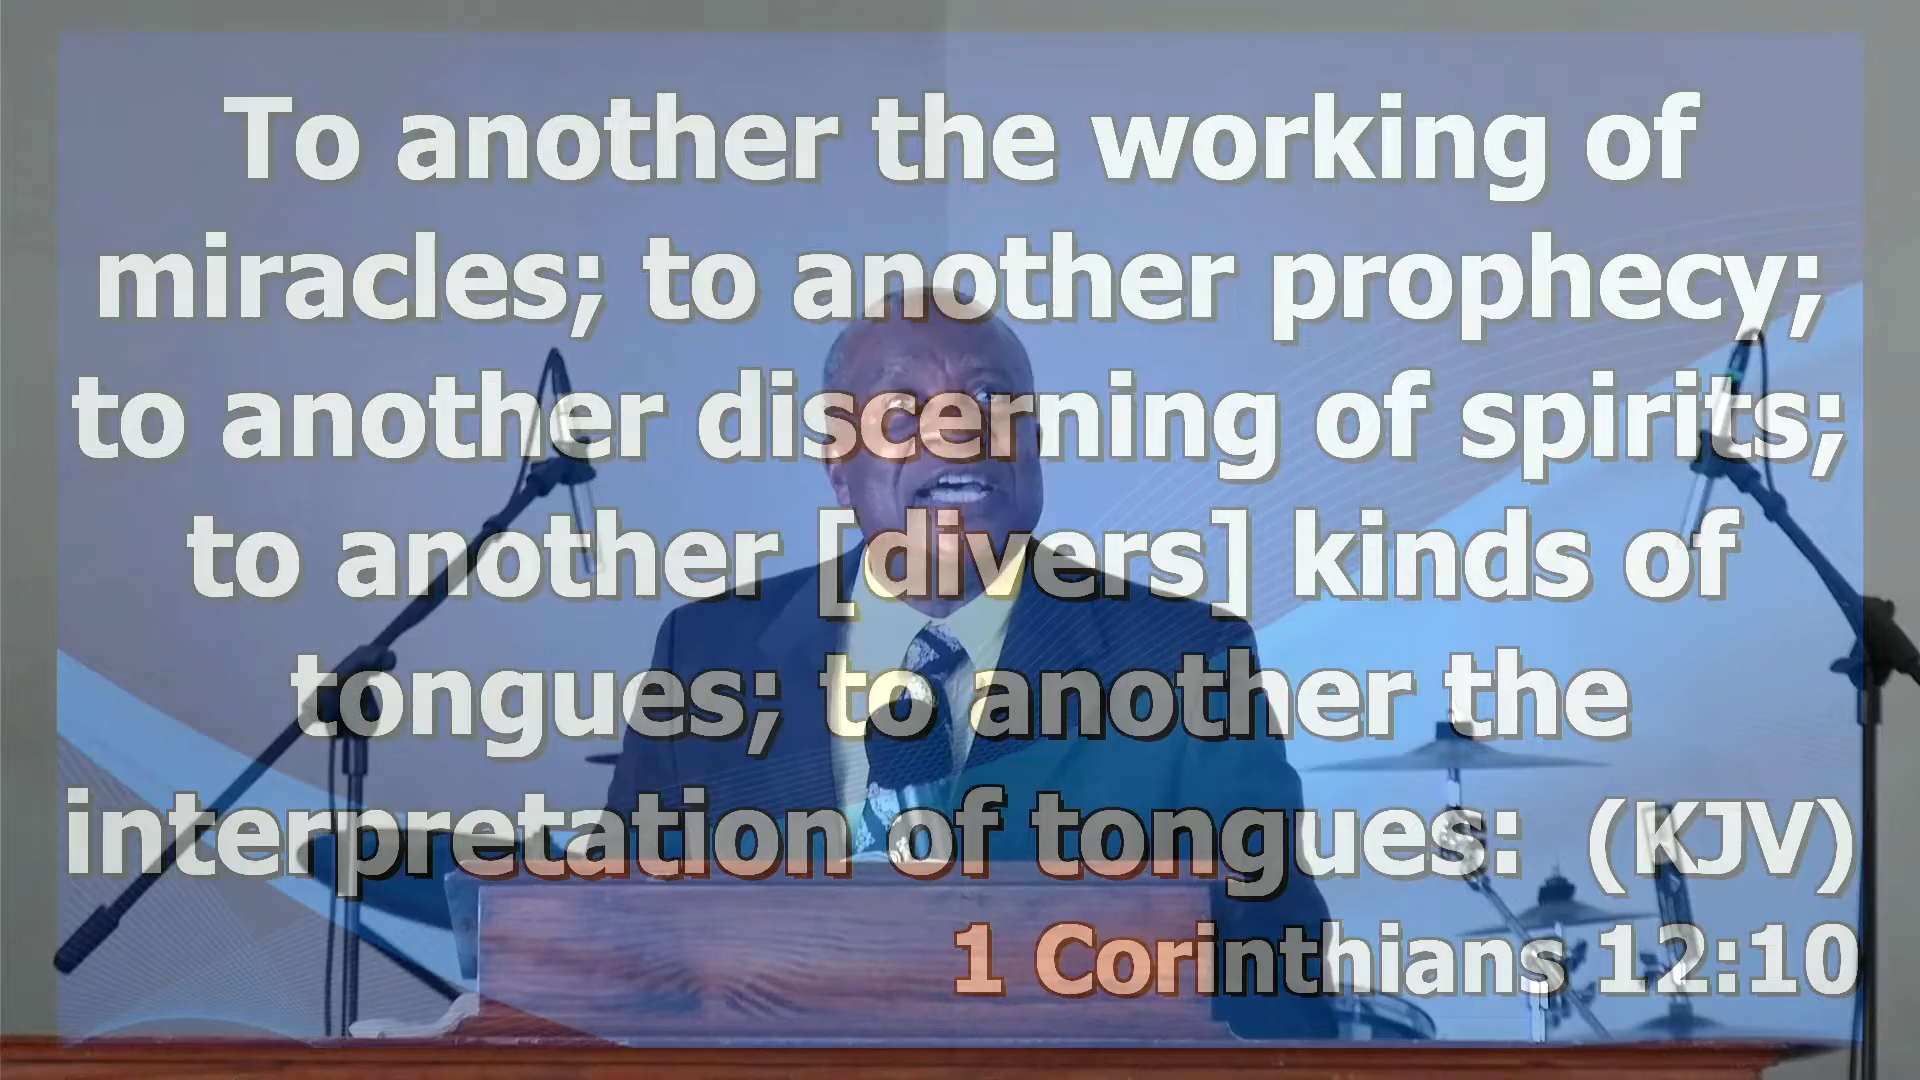 To another the working of
miracles; to another prophecy;
to another discerning of spirits;
to another [divers] kinds of
tongues; to another the
interpretation of tongues: (KJV)
1 Corinthians 12:10